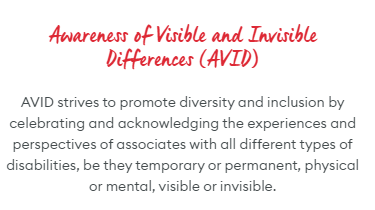 Awareness of Visible and Invisible
Differences (AVID)
AVID strives to promote diversity and inclusion by
celebrating and acknowledging the experiences and
perspectives of associates with all different types of
disabilities, be they temporary or permanent, physical
or mental, visible or invisible.